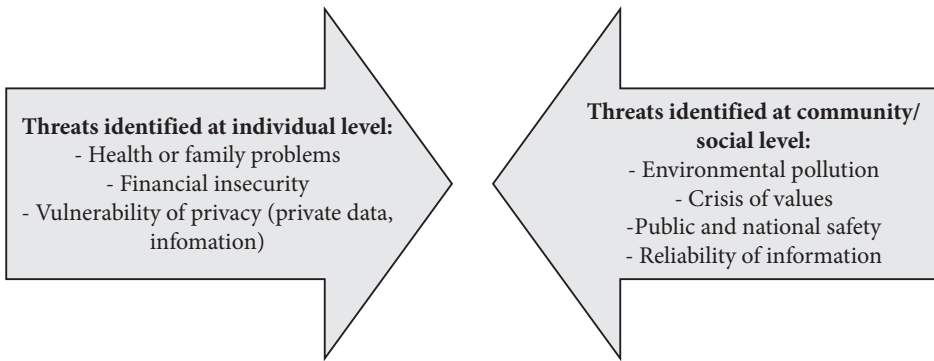 Threats identified at individual level:
- Health or family problems
- Financial insecurity
- Vulnerability of privacy (private data,
infomation)
Threats identified at community/
social level:
- Environmental pollution
- Crisis of values
-Public and national safety
- Reliability of information